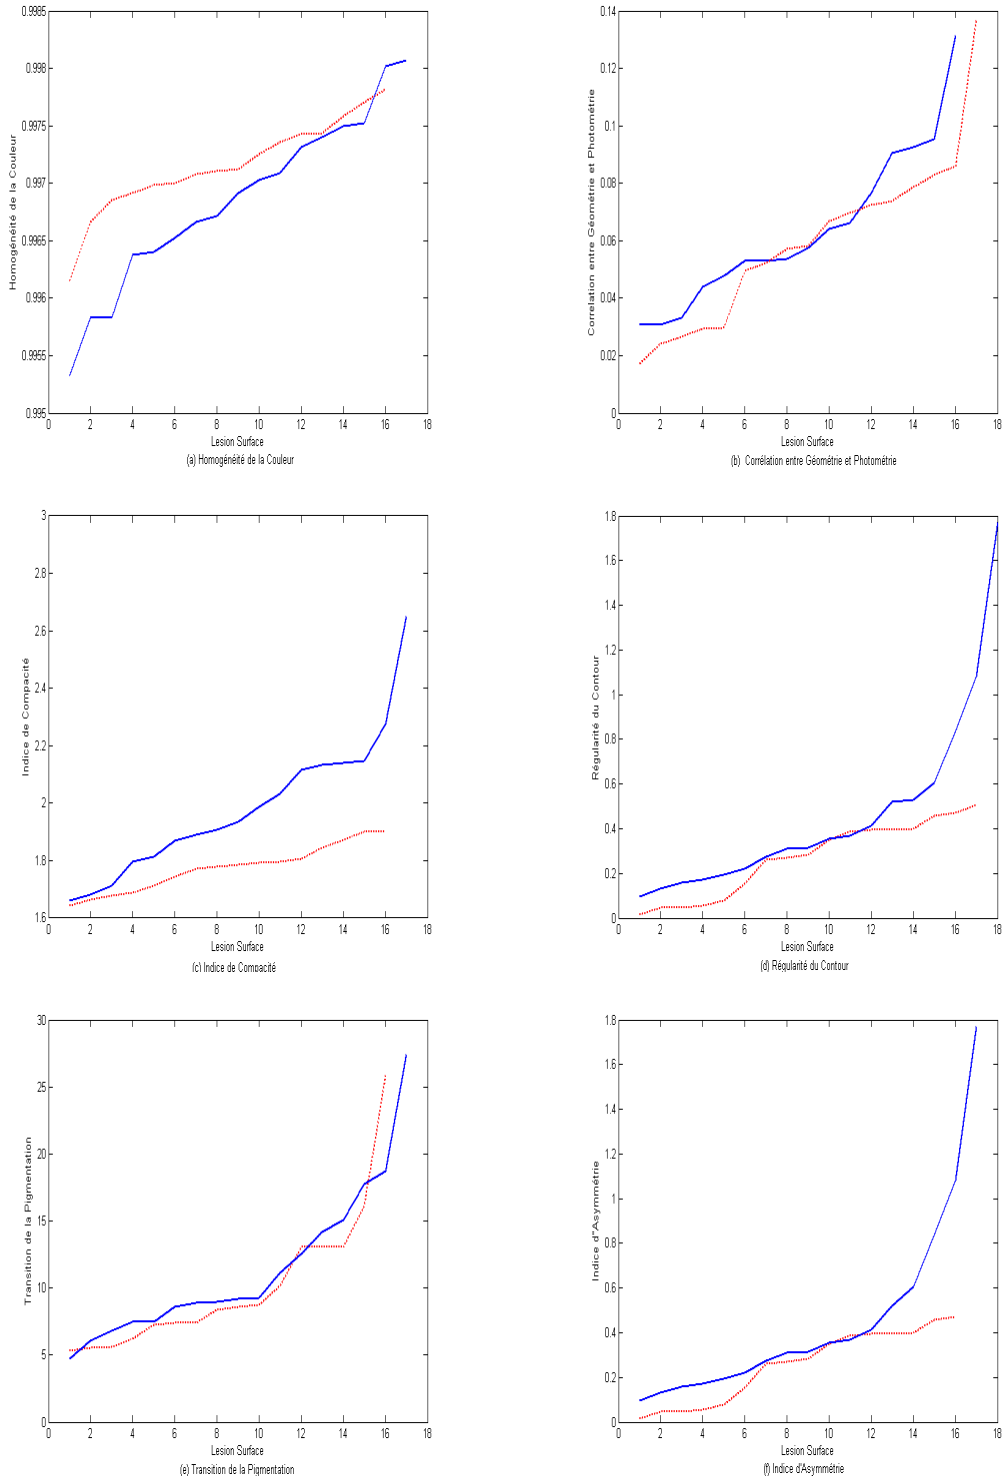 0.9985
0.998
0.9975
0.997
0.9965
0.996
0.9955
0.995
Homogénéité de la Couleur
0 2 4 6 8 10 12 14 16 18
Lesion Surface
(a) Homogénéité de la Couleur
0.14
0.12
0.1
0.08
0.06
0.04
0.02
0
Correlation entre Géométrie et Photométrie
0 2 4 6 8 10 12 14 16 18
Lesion Surface
(b) Corrélation entre Géométrie et Photométrie
3
2.8
2.6
2.4
2.2
2
1.8
1.6
Indice de Compacité
0 2 4 6 8 10 12 14 16 18
Lesion Surface
(c) Indice de Compacité
1.8
1.6
1.4
1.2
1
0.8
0.6
0.4
0.2
0
Régularité du Contour
0 2 4 6 8 10 12 14 16 18
Lesion Surface
(d) Régularité du Contour
30
25
20
15
10
5
0
Transition de la Pigmentation
0 2 4 6 8 10 12 14 16 18
Lesion Surface
(e) Transition de la Pigmentation
1.8
1.6
1.4
1.2
1
0.8
0.6
0.4
0.2
0
Indice d'Asymmétrie
0 2 4 6 8 10 12 14 16 18
Lesion Surface
(f) Indice d'Asymmétrie